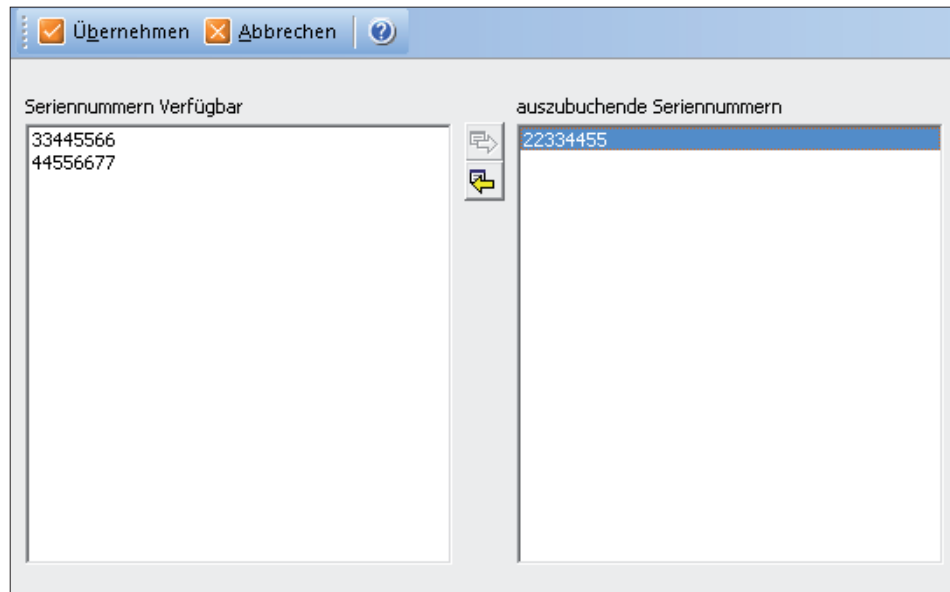 Übernehmen Abbrechen
Seriennummern Verfügbar
33445566
44556677
auszubuchende Seriennummern
22334455